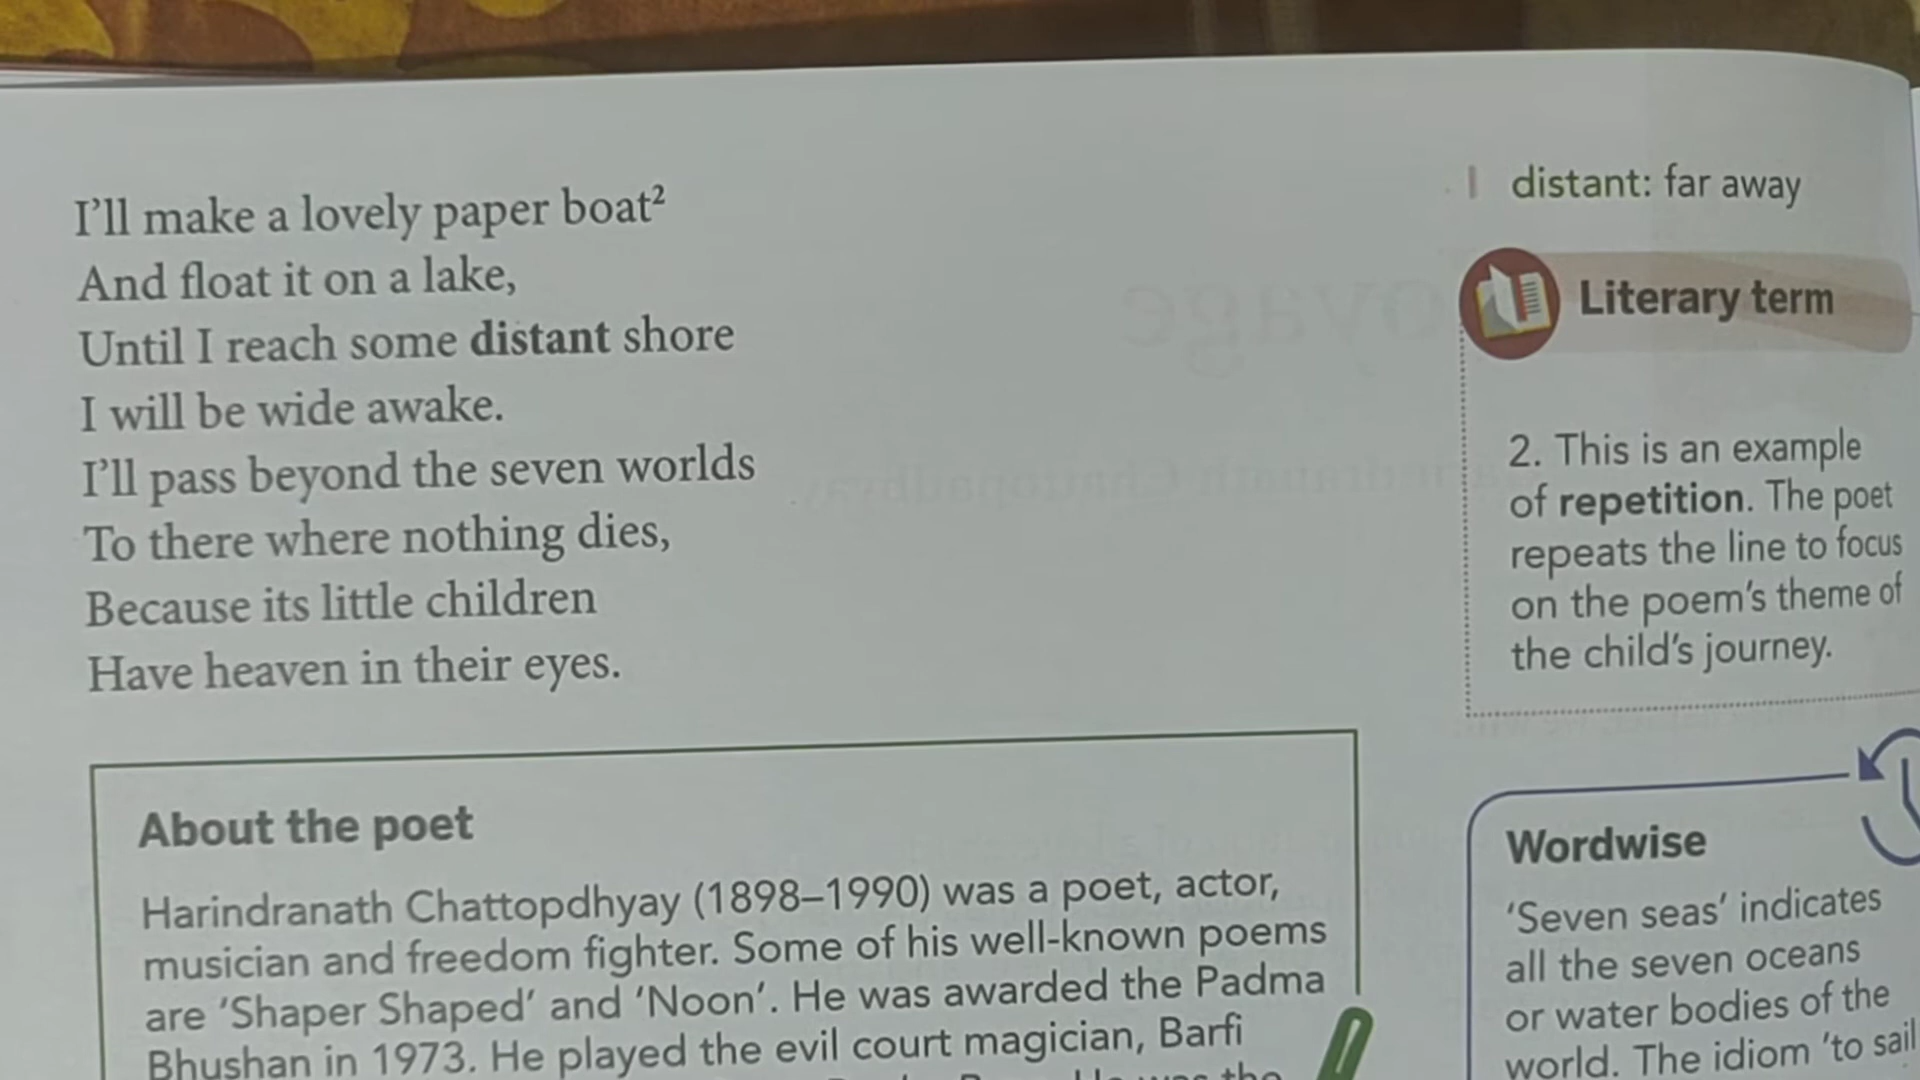 I'll make a lovely paper boat²
And float it on a lake,
Until I reach some distant shore
I will be wide awake.
I'll pass beyond the seven worlds
To there where nothing dies,
Because its little children
Have heaven in their eyes.
About the poet
Harindranath Chattopdhyay (1898–1990) was a poet, actor,
musician and freedom fighter. Some of his well-known poems
are 'Shaper Shaped' and 'Noon'. He was awarded the Padma
Bhushan in 1973. He played the evil court magician, Barfi
He was the
distant: far away
Literary term
2. This is an example
of repetition. The poet
repeats the line to focus
on the poem's theme of
the child's journey.
Wordwise
'Seven seas' indicates
all the seven oceans
or water bodies of the
world. The idiom 'to sail